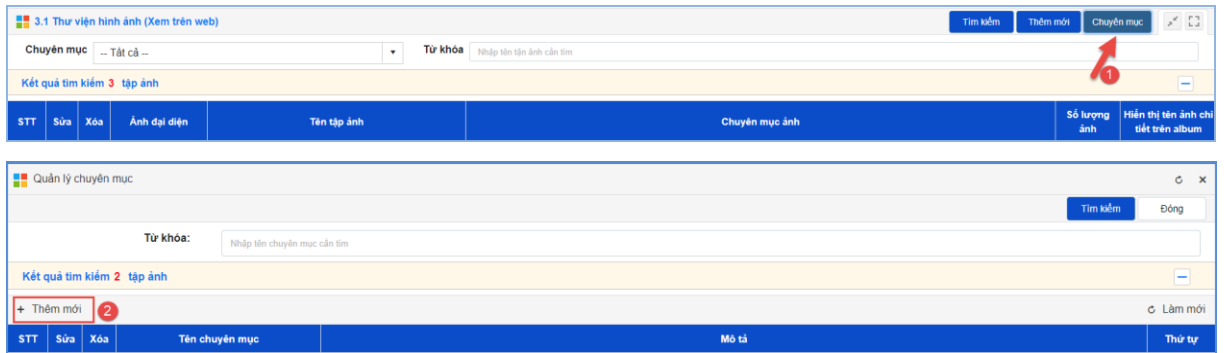 3.1 Thư viện hình ảnh (Xem trên web) Tìm kiếm Thêm mới Chuyên mục
Chuyên mục -- Tất cả -- Từ khóa Nhập tên tận ảnh cần tìm
1
Kết quả tìm kiếm 3 tập ảnh
STT Sửa Xóa Ảnh đại diện Tên tập ảnh Chuyên mục ảnh Số lượng ảnh Hiển thị tên ảnh chi tiết trên album
Quản lý chuyên mục
Tìm kiếm Đóng
Từ khóa: Nhập tên chuyên mục cần tìm
Kết quả tìm kiếm 2 tập ảnh
+ Thêm mới 2 Làm mới
STT Sửa Xóa Tên chuyên mục Mô tả Thứ tự